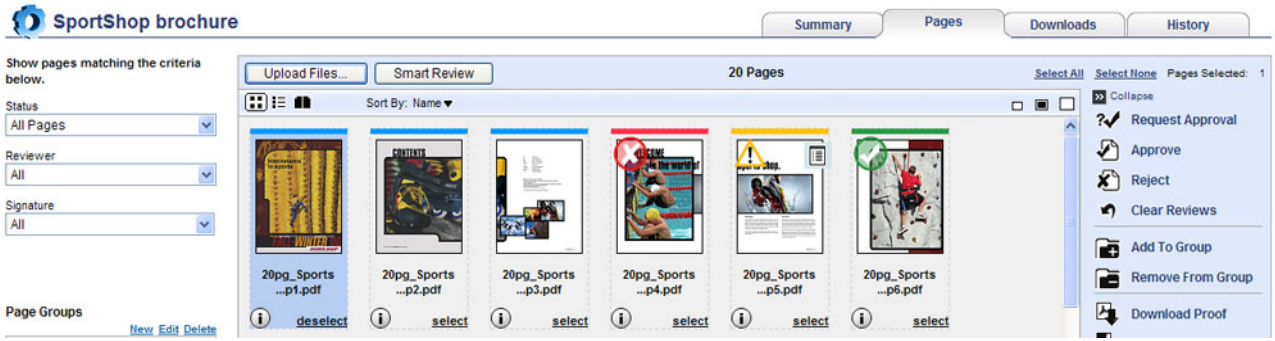 SportShop brochure
Summary
Pages
Downloads
History
Show pages matching the criteria
below.
Status
All Pages
Reviewer
All
Signature
All
Page Groups
New Edit Delete
Upload Files...
Smart Review
20 Pages
Select All Select None Pages Selected: 1
Sort By: Name
CONTENTS
20pg_Sports
...p1.pdf
deselect
20pg_Sports
...p2.pdf
select
20pg_Sports
...p3.pdf
select
20pg_Sports
...p4.pdf
select
20pg_Sports
...p5.pdf
select
20pg_Sports
...p6.pdf
select
Collapse
Request Approval
Approve
Reject
Clear Reviews
Add To Group
Remove From Group
Download Proof